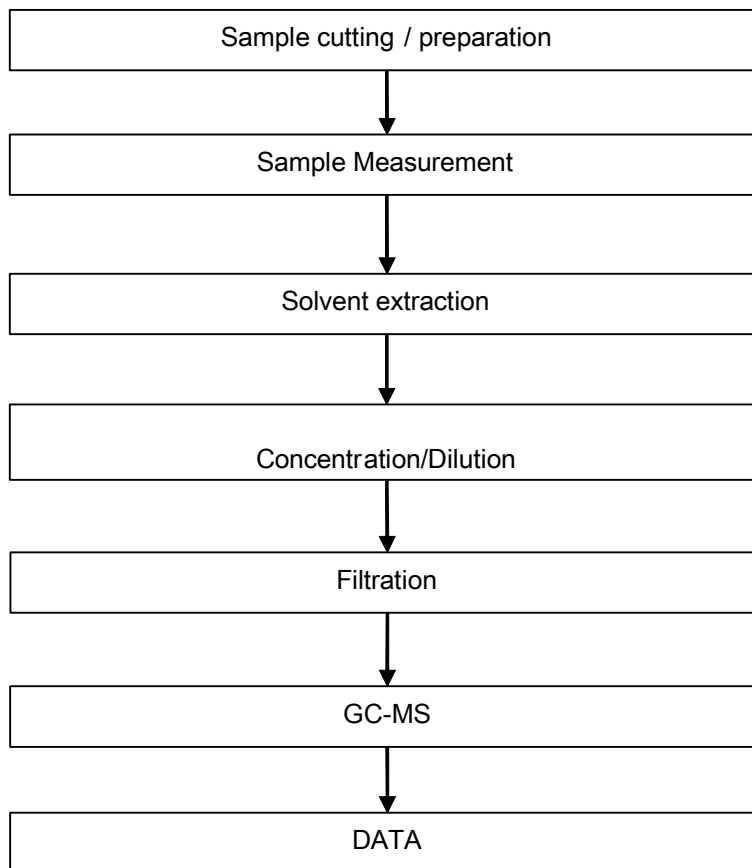 Sample cutting / preparation
Sample Measurement
Solvent extraction
Concentration/Dilution
Filtration
GC-MS
DATA